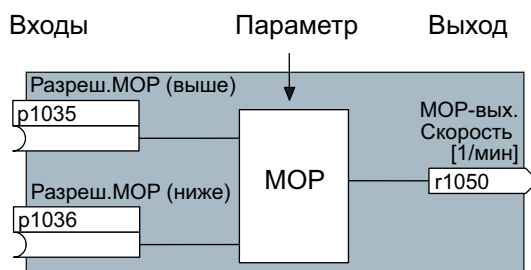 Входы
Параметр
Выход
Разреш.MOP (выше)
p1035
MOP-вых.
Скорость
[1/мин]
MOP
r1050
Разреш.MOP (ниже)
p1036